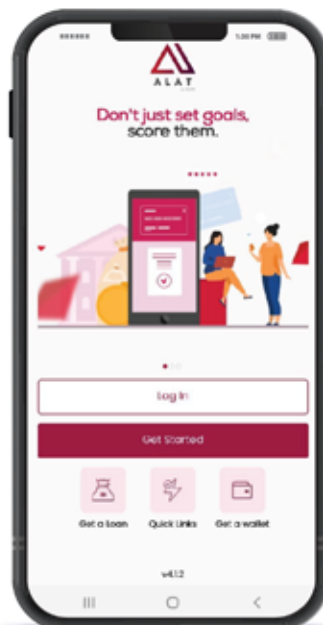 1:00 PM
ALAT
Don't just set goals,
score them.
Log In
Get Started
Get a Loan
Quick Links
Get a wallet
v4.1.2